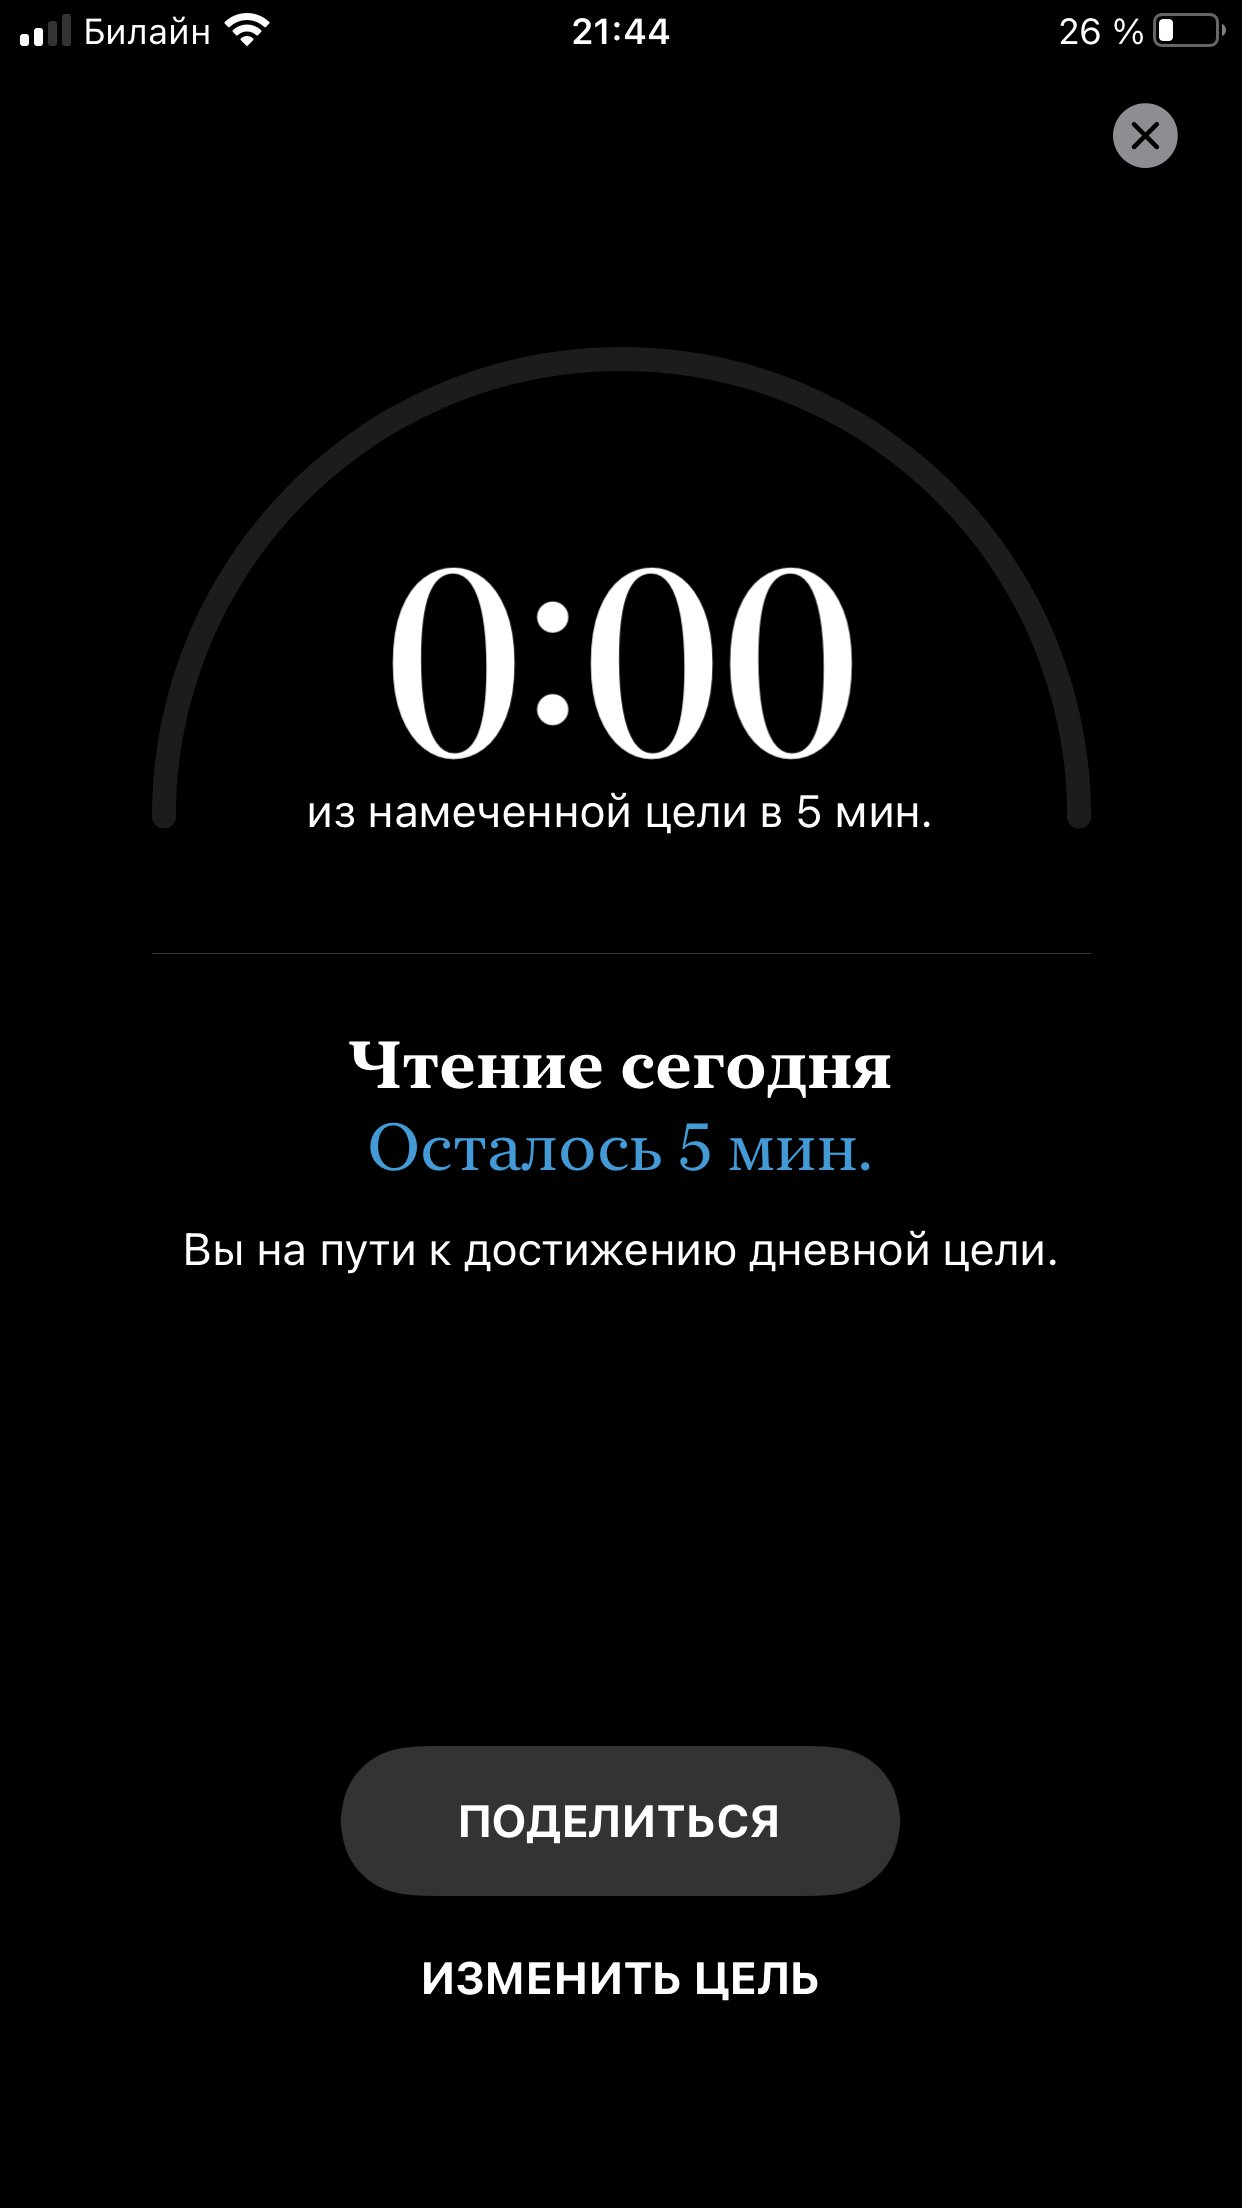 Билайн 21:44 26 %
0:00
из намеченной цели в 5 мин.
Чтение сегодня
Осталось 5 мин.
Вы на пути к достижению дневной цели.
ПОДЕЛИТЬСЯ
ИЗМЕНИТЬ ЦЕЛЬ